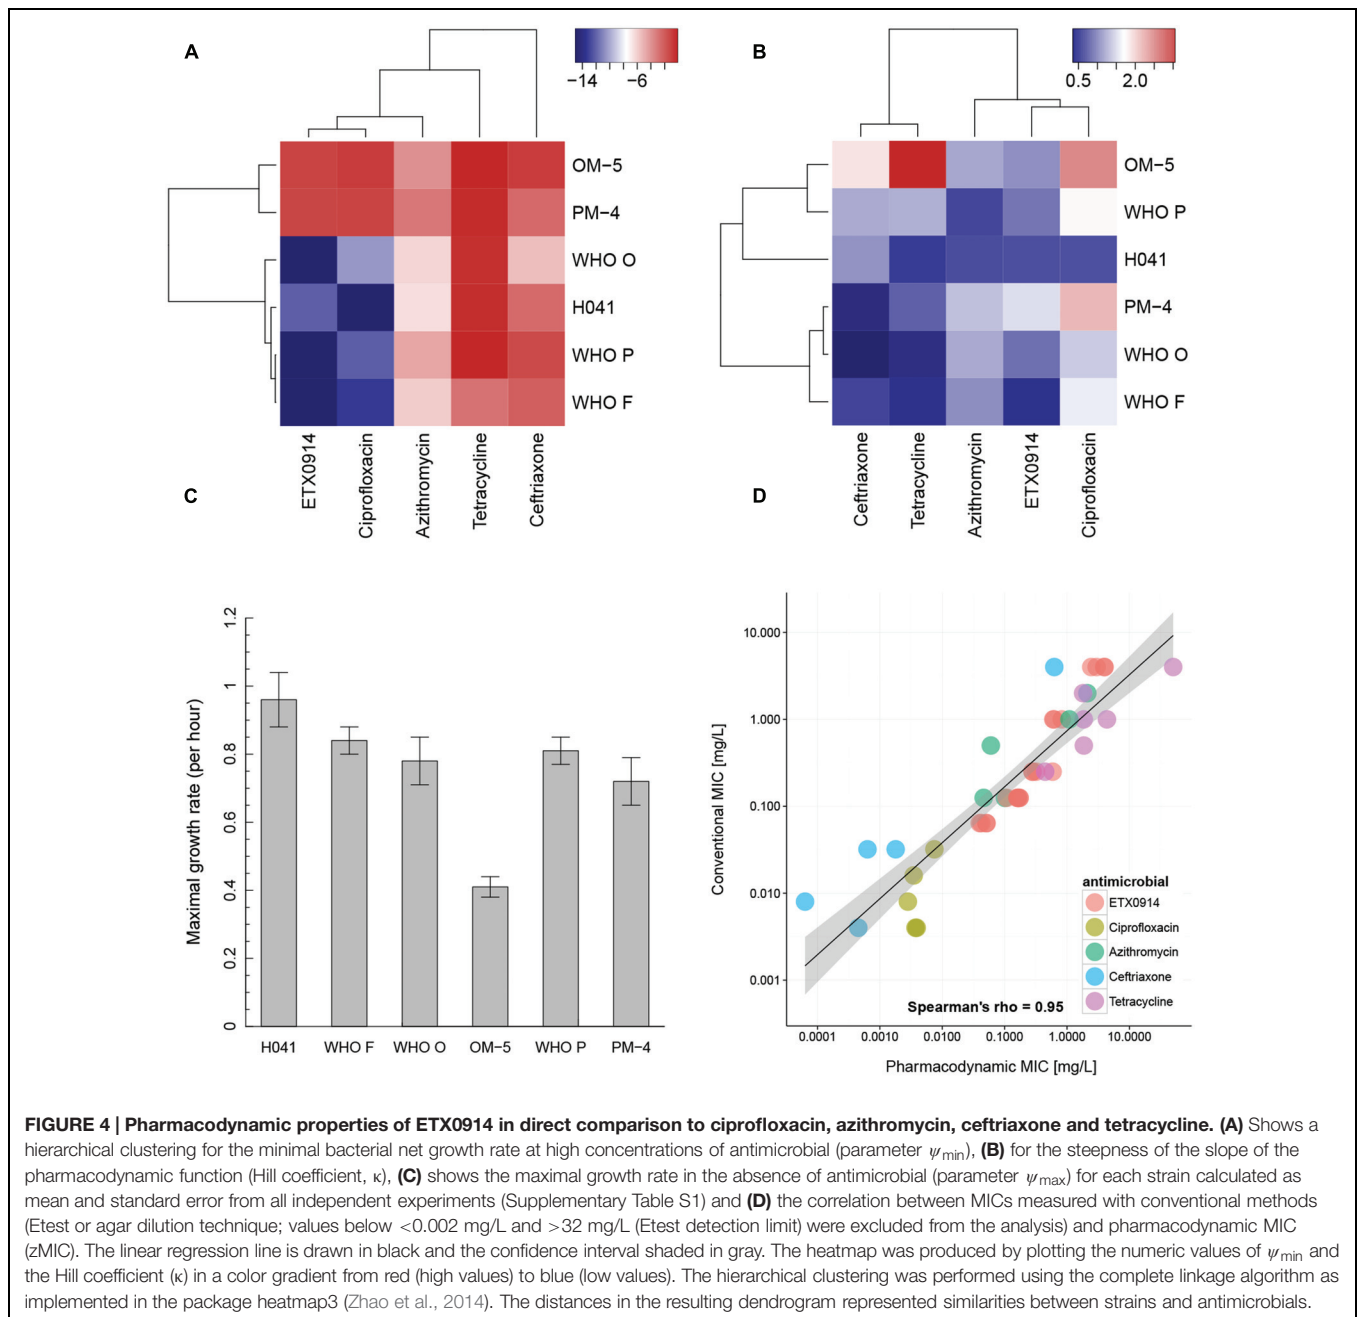 A
−14
−6
OM−5
PM−4
WHO O
H041
WHO P
WHO F
ETX0914
Ciprofloxacin
Azithromycin
Tetracycline
Ceftriaxone
B
0.5
2.0
OM−5
WHO P
H041
PM−4
WHO O
WHO F
Ceftriaxone
Tetracycline
Azithromycin
ETX0914
Ciprofloxacin
C
Maximal growth rate (per hour)
1.2
1
0.8
0.6
0.4
0.2
0
H041
WHO F
WHO O
OM−5
WHO P
PM−4
D
Conventional MIC [mg/L]
10.000
1.000
0.100
0.010
0.001
antimicrobial
ETX0914
Ciprofloxacin
Azithromycin
Ceftriaxone
Tetracycline
Spearman's rho = 0.95
0.0001
0.0010
0.0100
0.1000
1.0000
10.0000
Pharmacodynamic MIC [mg/L]
FIGURE 4 | Pharmacodynamic properties of ETX0914 in direct comparison to ciprofloxacin, azithromycin, ceftriaxone and tetracycline. (A) Shows a
hierarchical clustering for the minimal bacterial net growth rate at high concentrations of antimicrobial (parameter ψmin), (B) for the steepness of the slope of the
pharmacodynamic function (Hill coefficient, κ), (C) shows the maximal growth rate in the absence of antimicrobial (parameter ψmax) for each strain calculated as
mean and standard error from all independent experiments (Supplementary Table S1) and (D) the correlation between MICs measured with conventional methods
(Etest or agar dilution technique; values below <0.002 mg/L and >32 mg/L (Etest detection limit) were excluded from the analysis) and pharmacodynamic MIC
(zMIC). The linear regression line is drawn in black and the confidence interval shaded in gray. The heatmap was produced by plotting the numeric values of ψmin and
the Hill coefficient (κ) in a color gradient from red (high values) to blue (low values). The hierarchical clustering was performed using the complete linkage algorithm as
implemented in the package heatmap3 (Zhao et al., 2014). The distances in the resulting dendrogram represented similarities between strains and antimicrobials.